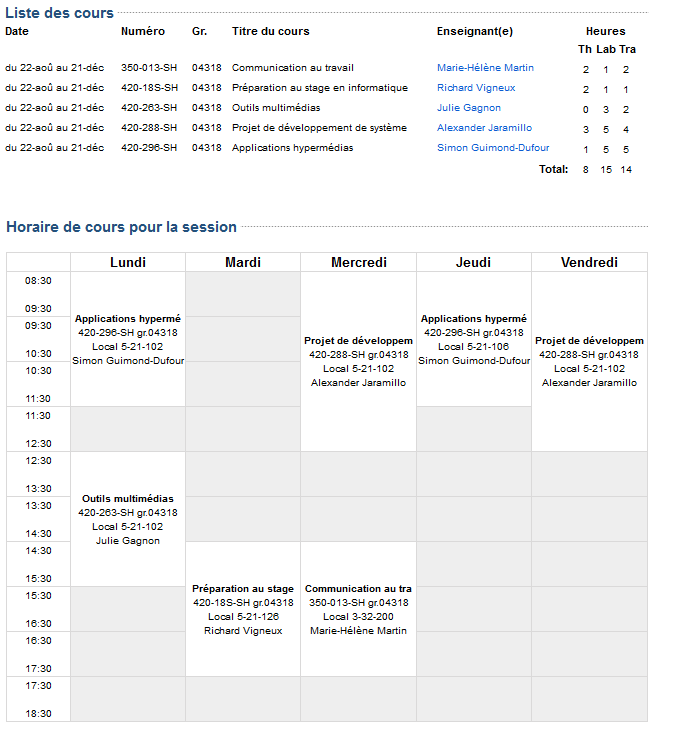 Liste des cours
Date Numéro Gr. Titre du cours Enseignant(e) Heures
Th Lab Tra
du 22-aoû au 21-déc 350-013-SH 04318 Communication au travail Marie-Hélène Martin 2 1 2
du 22-aoû au 21-déc 420-18S-SH 04318 Préparation au stage en informatique Richard Vigneux 2 1 1
du 22-aoû au 21-déc 420-263-SH 04318 Outils multimédias Julie Gagnon 0 3 2
du 22-aoû au 21-déc 420-288-SH 04318 Projet de développement de système Alexander Jaramillo 3 5 4
du 22-aoû au 21-déc 420-296-SH 04318 Applications hypermédias Simon Guimond-Dufour 1 5 5
Total: 8 15 14
Horaire de cours pour la session
Lundi Mardi Mercredi Jeudi Vendredi
08:30
09:30
09:30
10:30
10:30
11:30
11:30
12:30
12:30
13:30
13:30
14:30
14:30
15:30
15:30
16:30
16:30
17:30
17:30
18:30
Applications hypermé
420-296-SH gr.04318
Local 5-21-102
Simon Guimond-Dufour
Outils multimédias
420-263-SH gr.04318
Local 5-21-102
Julie Gagnon
Préparation au stage
420-18S-SH gr.04318
Local 5-21-126
Richard Vigneux
Projet de développem
420-288-SH gr.04318
Local 5-21-102
Alexander Jaramillo
Communication au tra
350-013-SH gr.04318
Local 3-32-200
Marie-Hélène Martin
Applications hypermé
420-296-SH gr.04318
Local 5-21-106
Simon Guimond-Dufour
Projet de développem
420-288-SH gr.04318
Local 5-21-102
Alexander Jaramillo